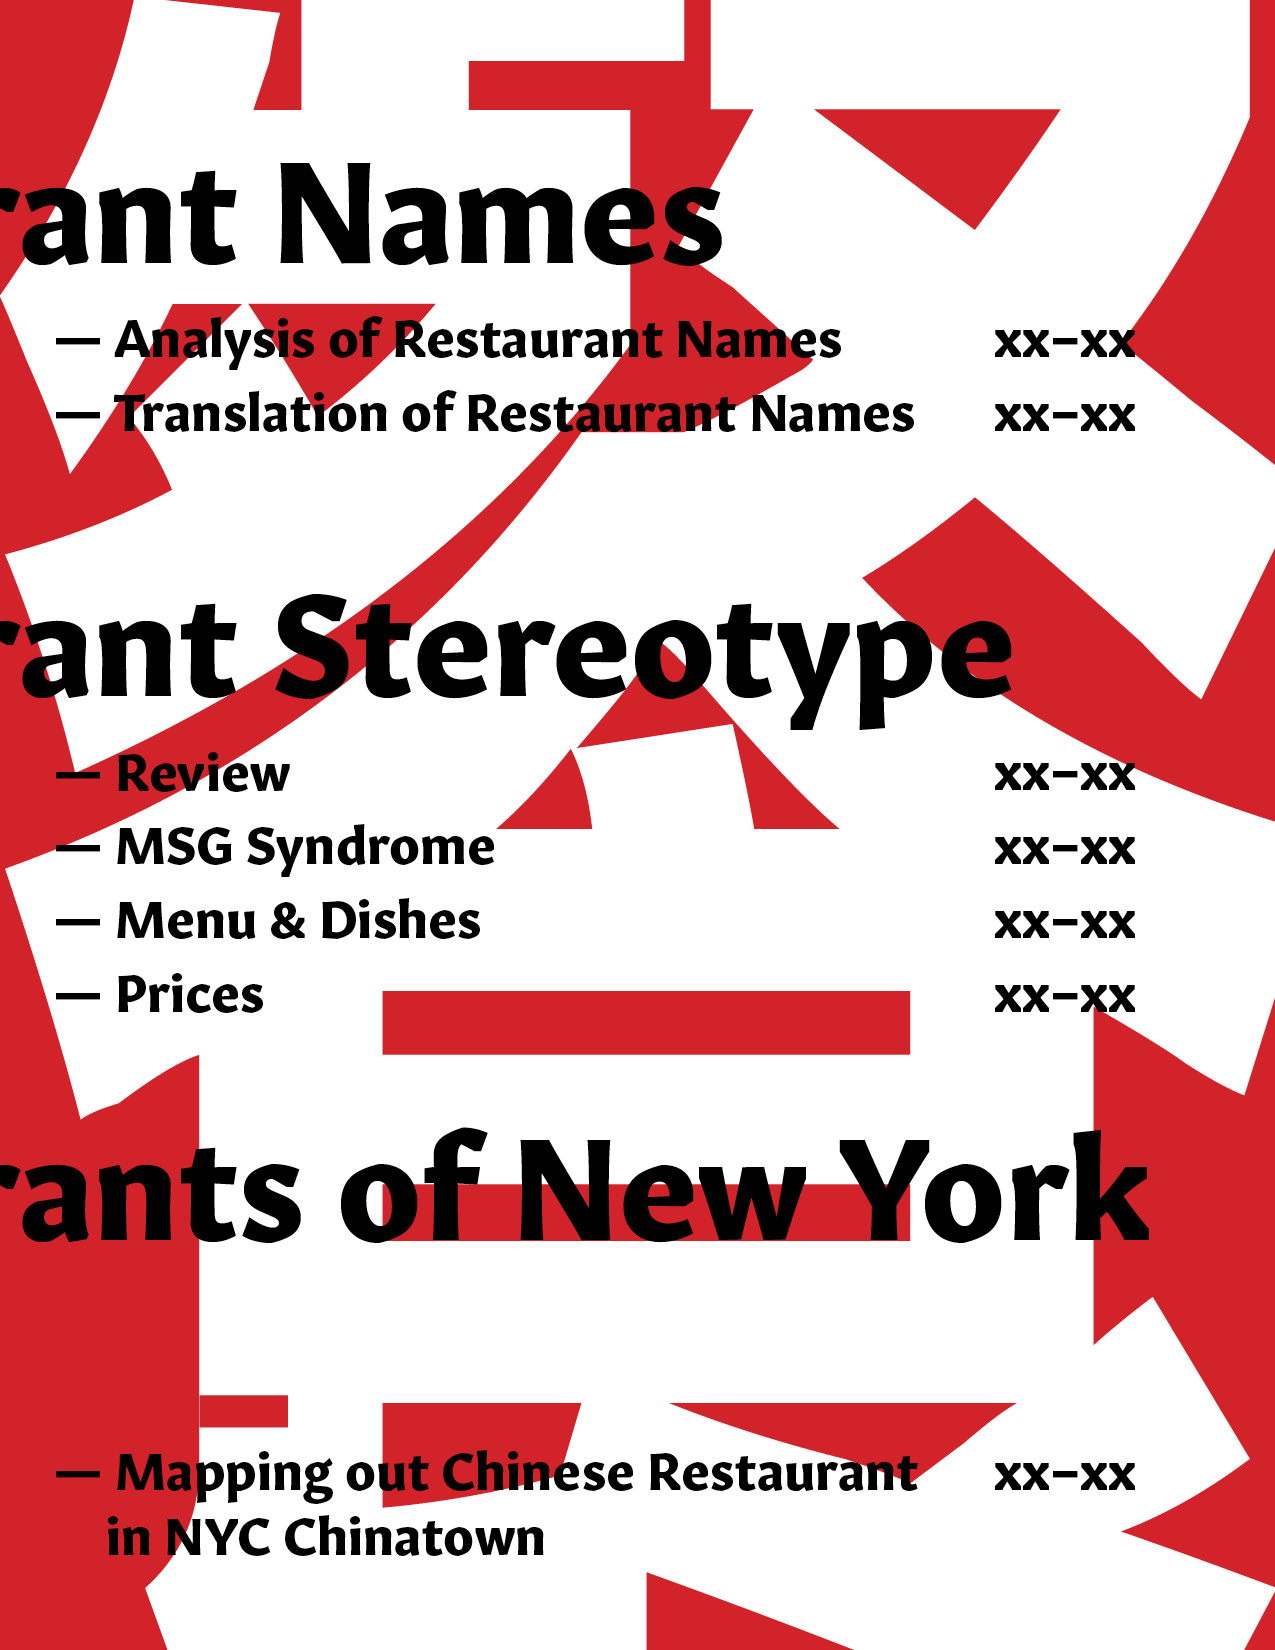 rant Names
— Analysis of Restaurant Names xx–xx
— Translation of Restaurant Names xx–xx
rant Stereotype
— Review xx–xx
— MSG Syndrome xx–xx
— Menu & Dishes xx–xx
— Prices xx–xx
rants of New York
— Mapping out Chinese Restaurant xx–xx
in NYC Chinatown